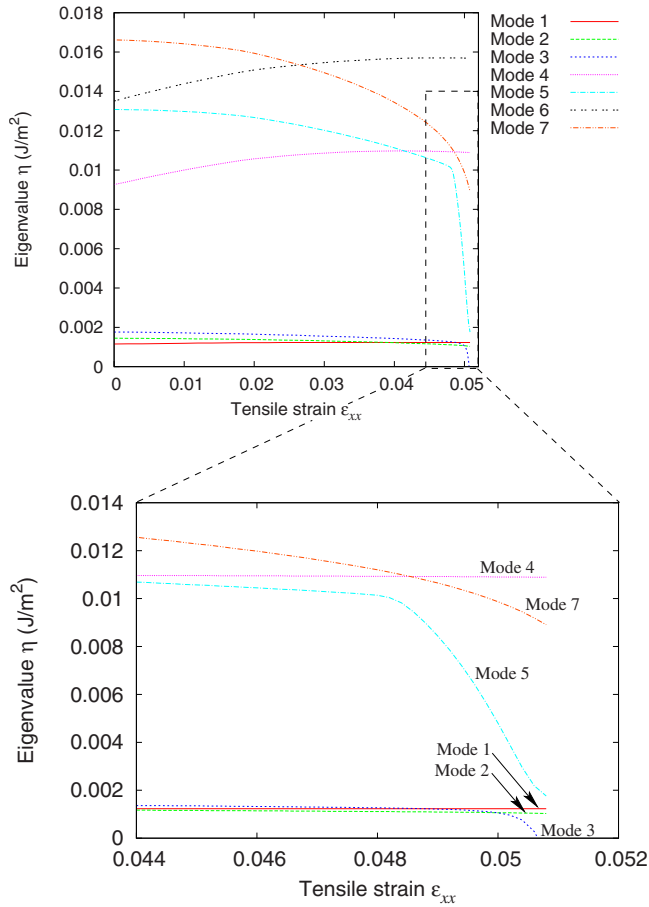 0.018
0.016
0.014
0.012
0.01
0.008
0.006
0.004
0.002
0
Eigenvalue η (J/m²)
0 0.01 0.02 0.03 0.04 0.05
Tensile strain εxx
Mode 1
Mode 2
Mode 3
Mode 4
Mode 5
Mode 6
Mode 7
0.014
0.012
0.01
0.008
0.006
0.004
0.002
0
Eigenvalue η (J/m²)
Mode 4
Mode 7
Mode 5
Mode 1
Mode 2
Mode 3
0.044 0.046 0.048 0.05 0.052
Tensile strain εxx